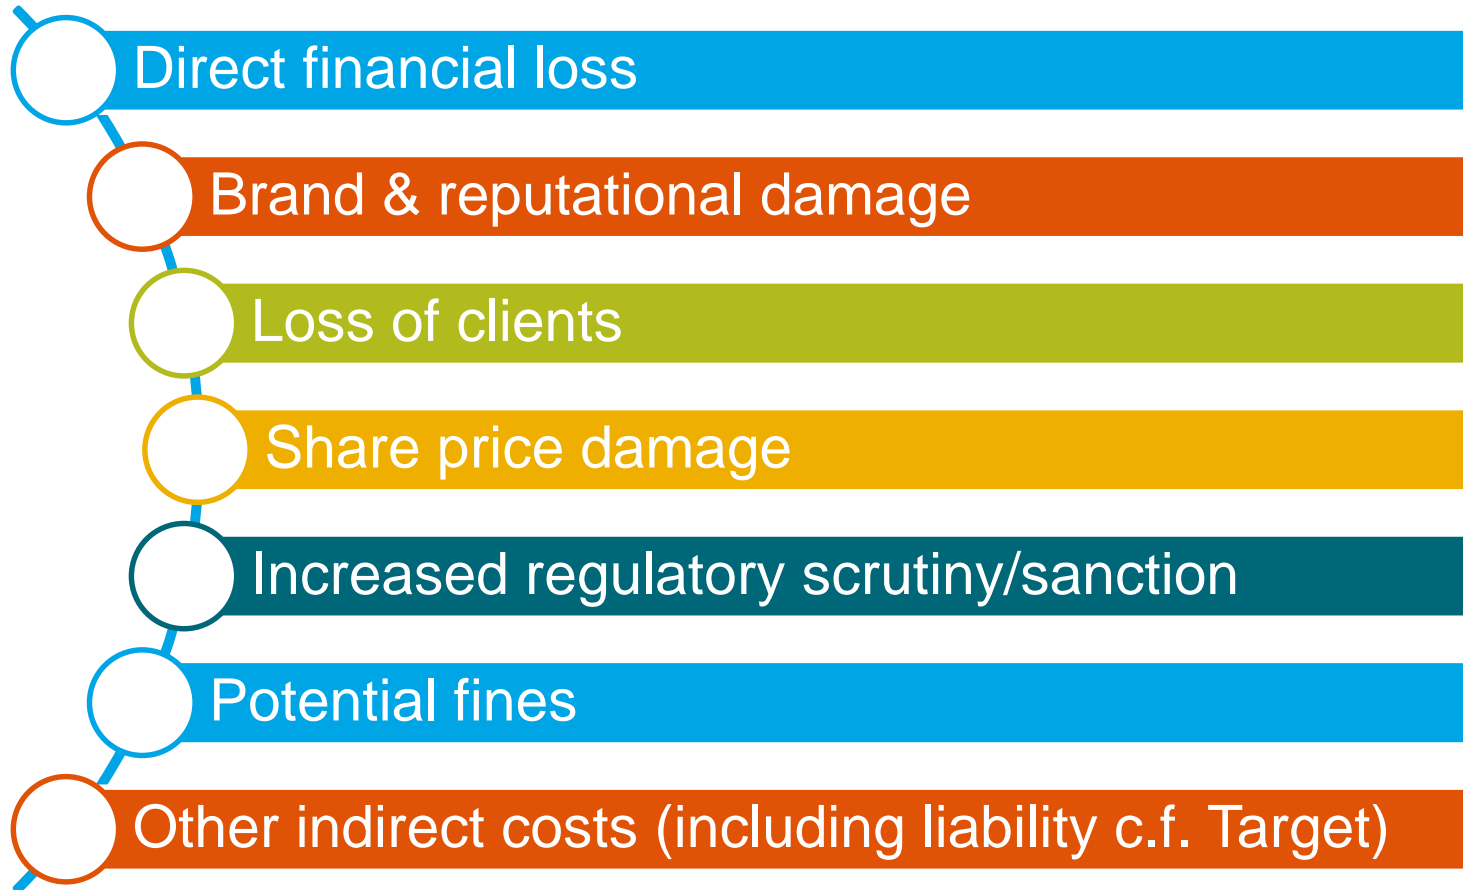 Direct financial loss
Brand & reputational damage
Loss of clients
Share price damage
Increased regulatory scrutiny/sanction
Potential fines
Other indirect costs (including liability c.f. Target)